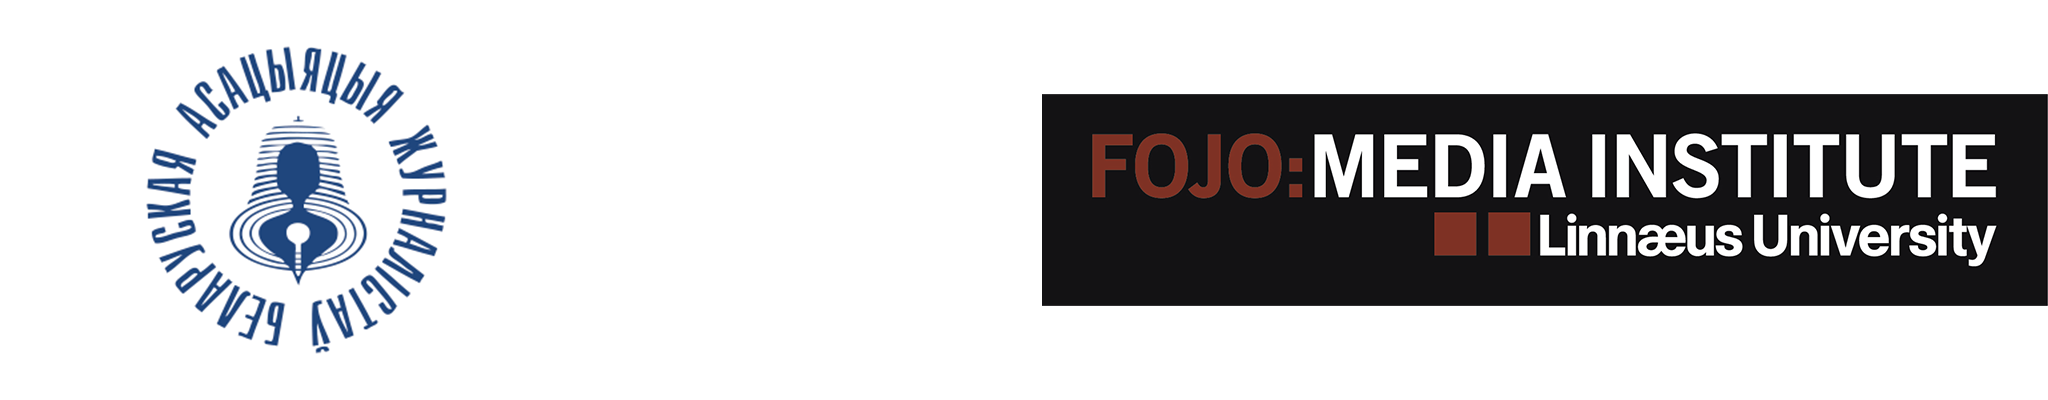 БЕЛАРУСКАЯ АСАЦЫЯЦЫЯ ЖУРНАЛІСТАЎ
FOJO:MEDIA INSTITUTE
Linnæus University